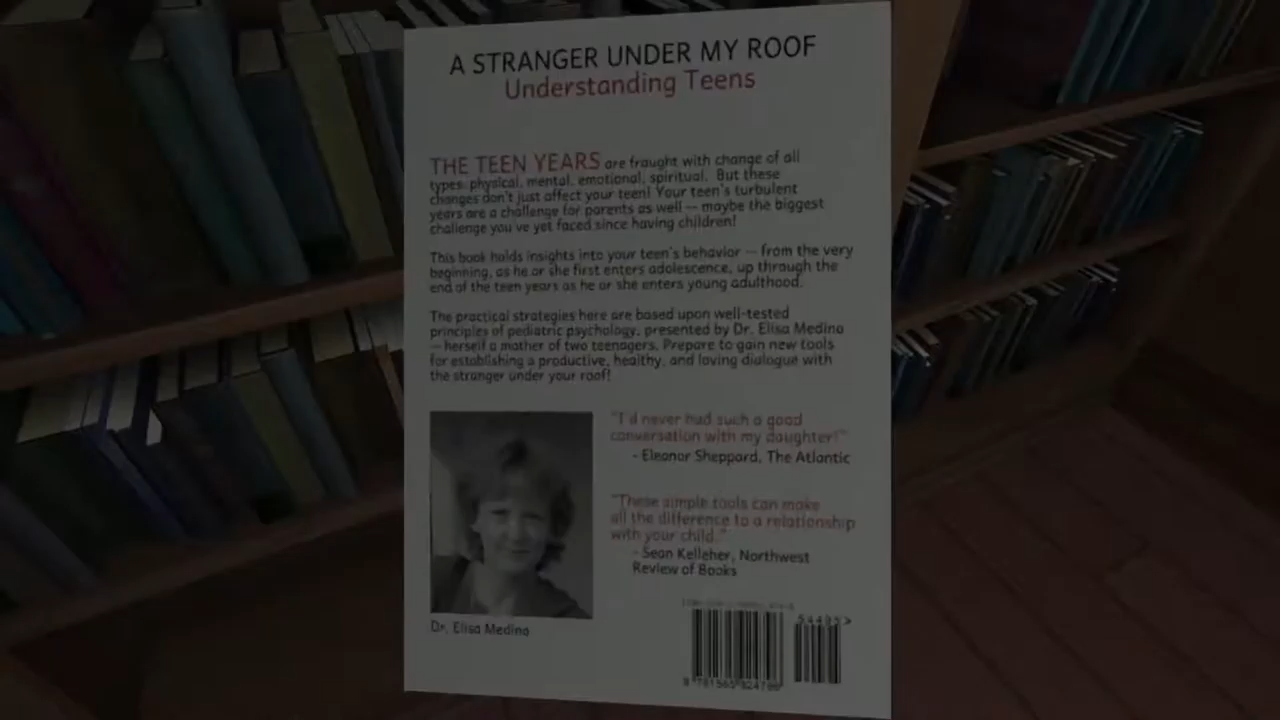 A STRANGER UNDER MY ROOF
Understanding Teens
THE TEEN YEARS are fraught with change of all
types: physical, mental, emotional, spiritual. But these
changes don't just affect your teen! Your teen's turbulent
years are a challenge for parents as well — maybe the biggest
challenge you've yet faced since having children!
This book holds insights into your teen's behavior — from the very
beginning, as he or she first enters adolescence, up through the
end of the teen years as he or she enters young adulthood.
The practical strategies here are based upon well-tested
principles of pediatric psychology, presented by Dr. Elisa Medino
— herself a mother of two teenagers. Prepare to gain new tools
for establishing a productive, healthy, and loving dialogue with
the stranger under your roof!
"I'd never had such a good
conversation with my daughter!"
- Eleanor Sheppard, The Atlantic
"These simple tools can make
all the difference to a relationship
with your child."
- Sean Kelleher, Northwest
Review of Books
Dr. Elisa Medino
54495>